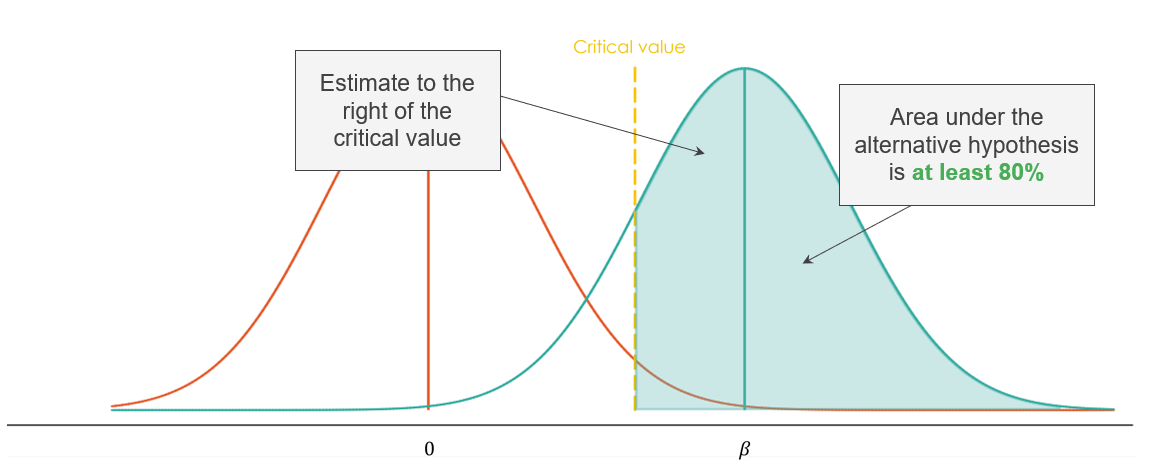 Critical value
Estimate to the
right of the
critical value
Area under the
alternative hypothesis
is at least 80%
0
β